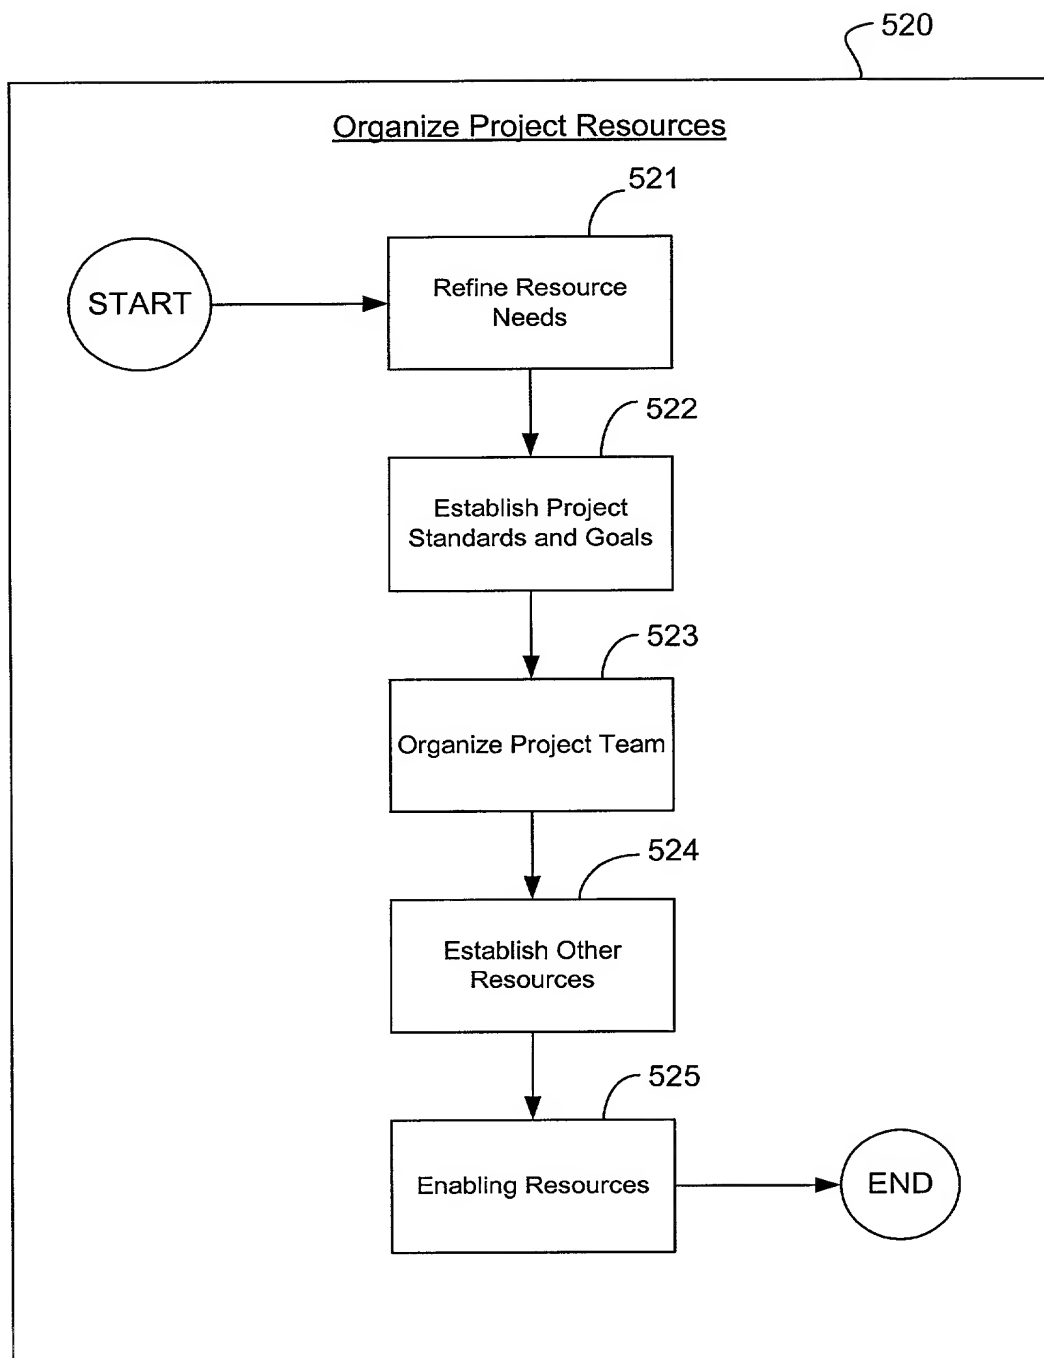 520
Organize Project Resources
521
START
Refine Resource
Needs
522
Establish Project
Standards and Goals
523
Organize Project Team
524
Establish Other
Resources
525
Enabling Resources
END